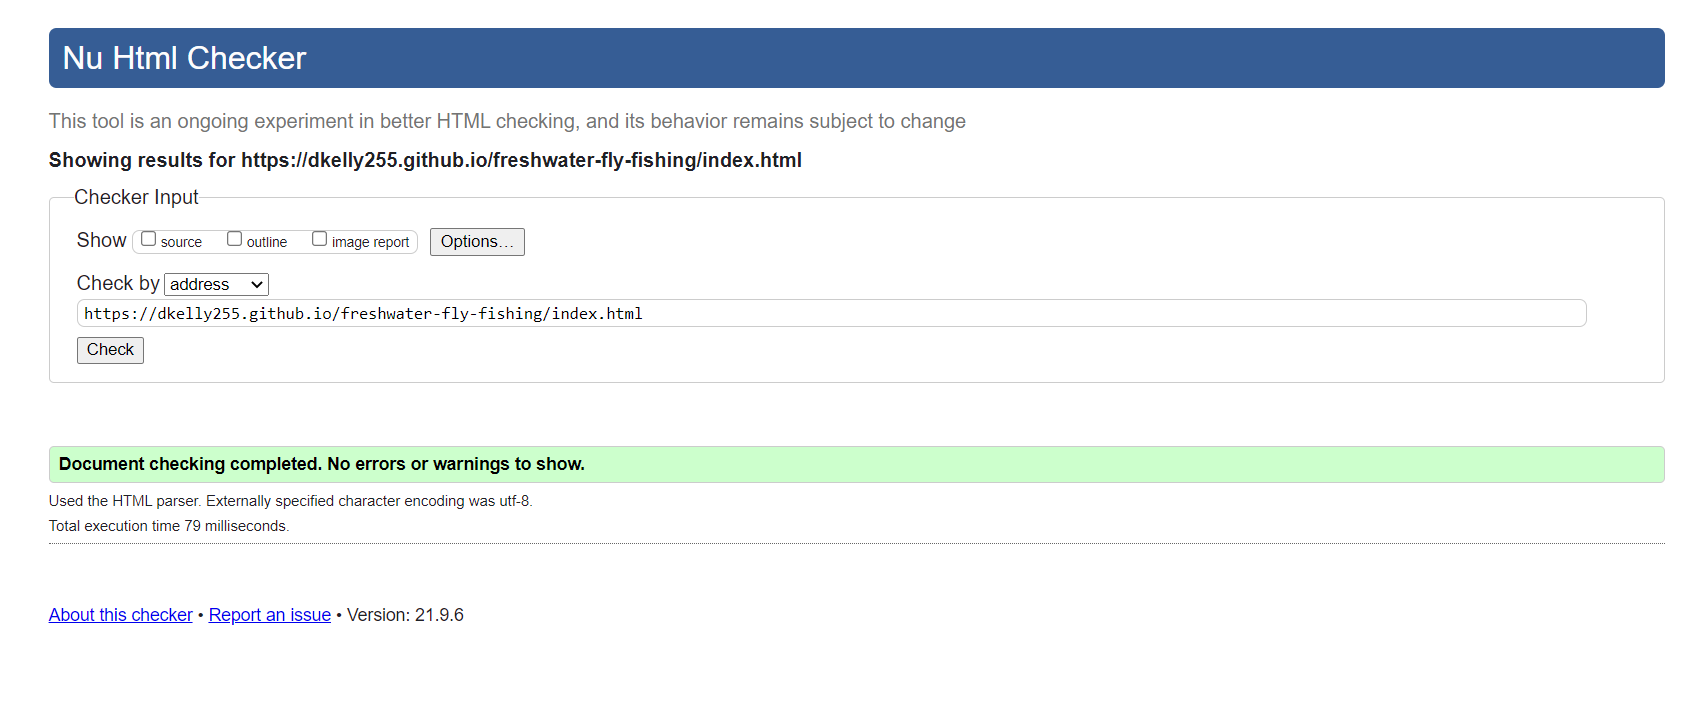 Nu Html Checker
This tool is an ongoing experiment in better HTML checking, and its behavior remains subject to change
Showing results for https://dkelly255.github.io/freshwater-fly-fishing/index.html
Checker Input
Show source outline image report Options...
Check by address
https://dkelly255.github.io/freshwater-fly-fishing/index.html
Check
Document checking completed. No errors or warnings to show.
Used the HTML parser. Externally specified character encoding was utf-8.
Total execution time 79 milliseconds.
About this checker • Report an issue • Version: 21.9.6